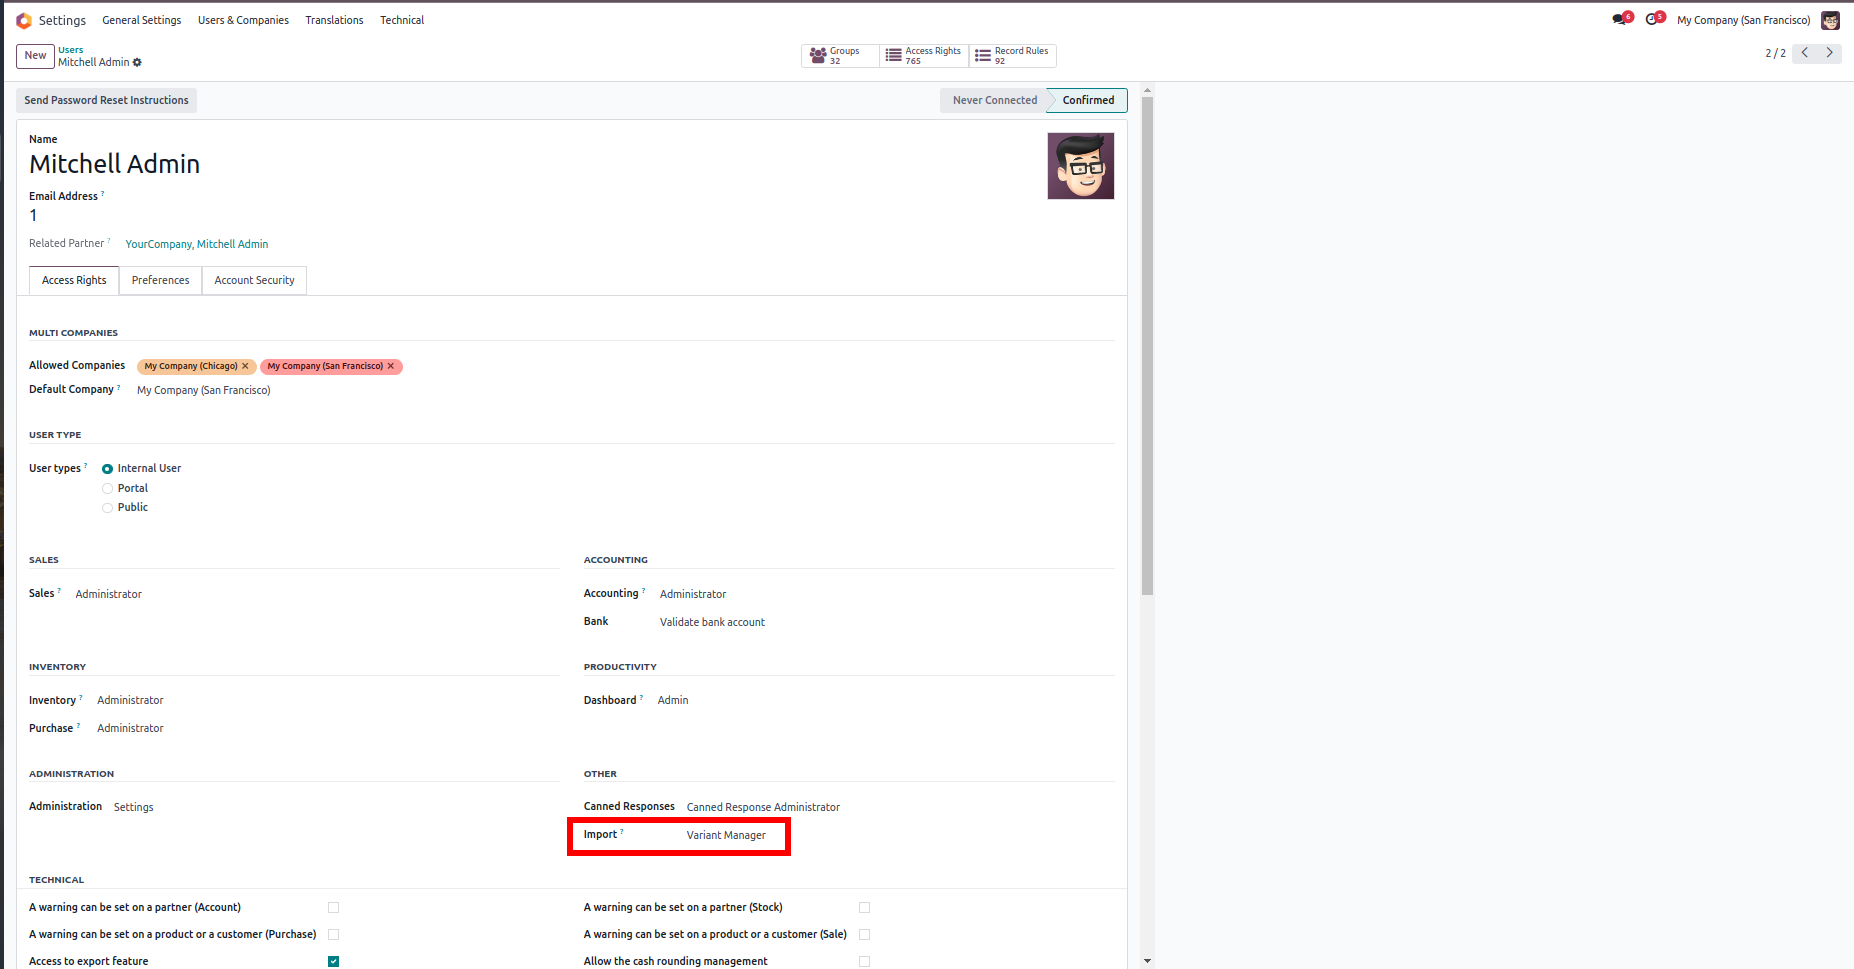 Settings General Settings Users & Companies Translations Technical 6 5 My Company (San Francisco)
New Users Groups 32 Access Rights 765 Record Rules 92 2 / 2
Mitchell Admin
Send Password Reset Instructions Never Connected Confirmed
Name
Mitchell Admin
Email Address ?
1
Related Partner ? YourCompany, Mitchell Admin
Access Rights Preferences Account Security
MULTI COMPANIES
Allowed Companies My Company (Chicago) × My Company (San Francisco) ×
Default Company ? My Company (San Francisco)
USER TYPE
User types ? Internal User
Portal
Public
SALES ACCOUNTING
Sales ? Administrator Accounting ? Administrator
Bank Validate bank account
INVENTORY PRODUCTIVITY
Inventory ? Administrator Dashboard ? Admin
Purchase ? Administrator
ADMINISTRATION OTHER
Administration Settings Canned Responses Canned Response Administrator
Import ? Variant Manager
TECHNICAL
A warning can be set on a partner (Account) A warning can be set on a partner (Stock)
A warning can be set on a product or a customer (Purchase) A warning can be set on a product or a customer (Sale)
Access to export feature Allow the cash rounding management